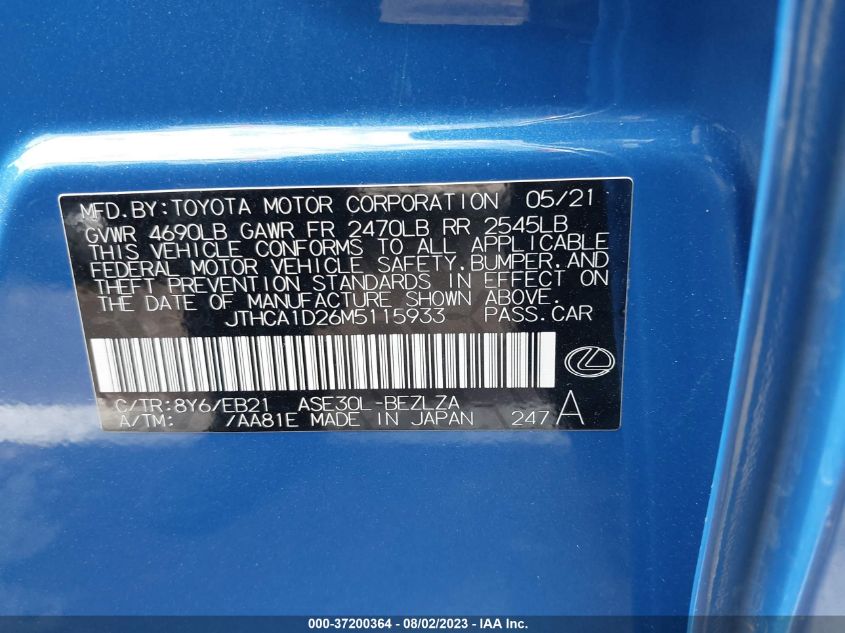 MFD.BY:TOYOTA MOTOR CORPORATION 05/21
GVWR 4690LB GAWR FR 2470LB RR 2545LB
THIS VEHICLE CONFORMS TO ALL APPLICABLE
FEDERAL MOTOR VEHICLE SAFETY,BUMPER,AND
THEFT PREVENTION STANDARDS IN EFFECT ON
THE DATE OF MANUFACTURE SHOWN ABOVE.
JTHCA1D26M5115933 PASS.CAR
C/TR:8Y6/EB21 ASE30L-BEZLZA
A/TM: /AA81E MADE IN JAPAN 247 A
000-37200364 - 08/02/2023 - IAA Inc.